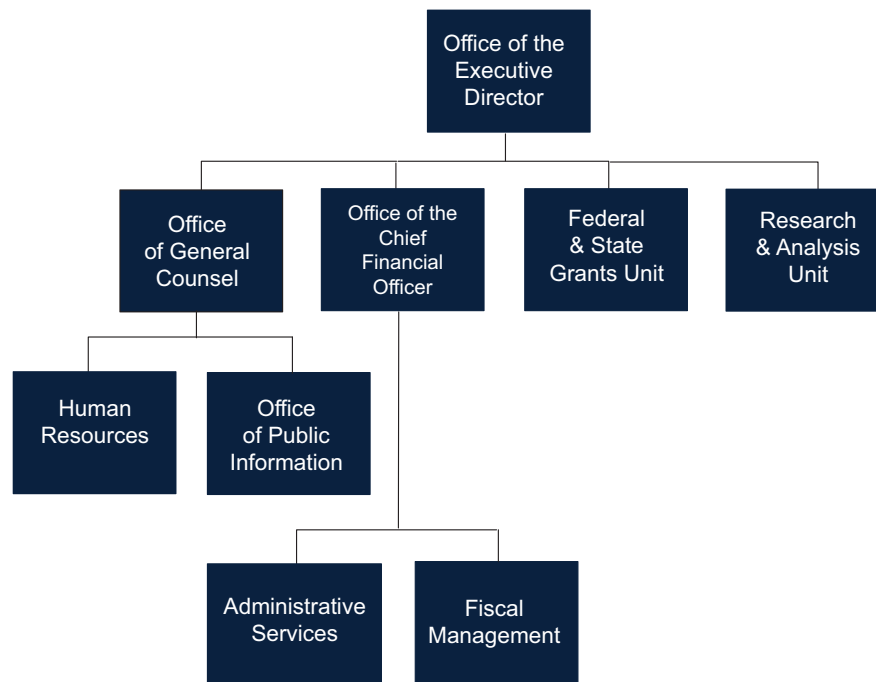 Office of the
Executive
Director
Office
of General
Counsel
Office of the
Chief
Financial
Officer
Federal
& State
Grants Unit
Research
& Analysis
Unit
Human
Resources
Office
of Public
Information
Administrative
Services
Fiscal
Management